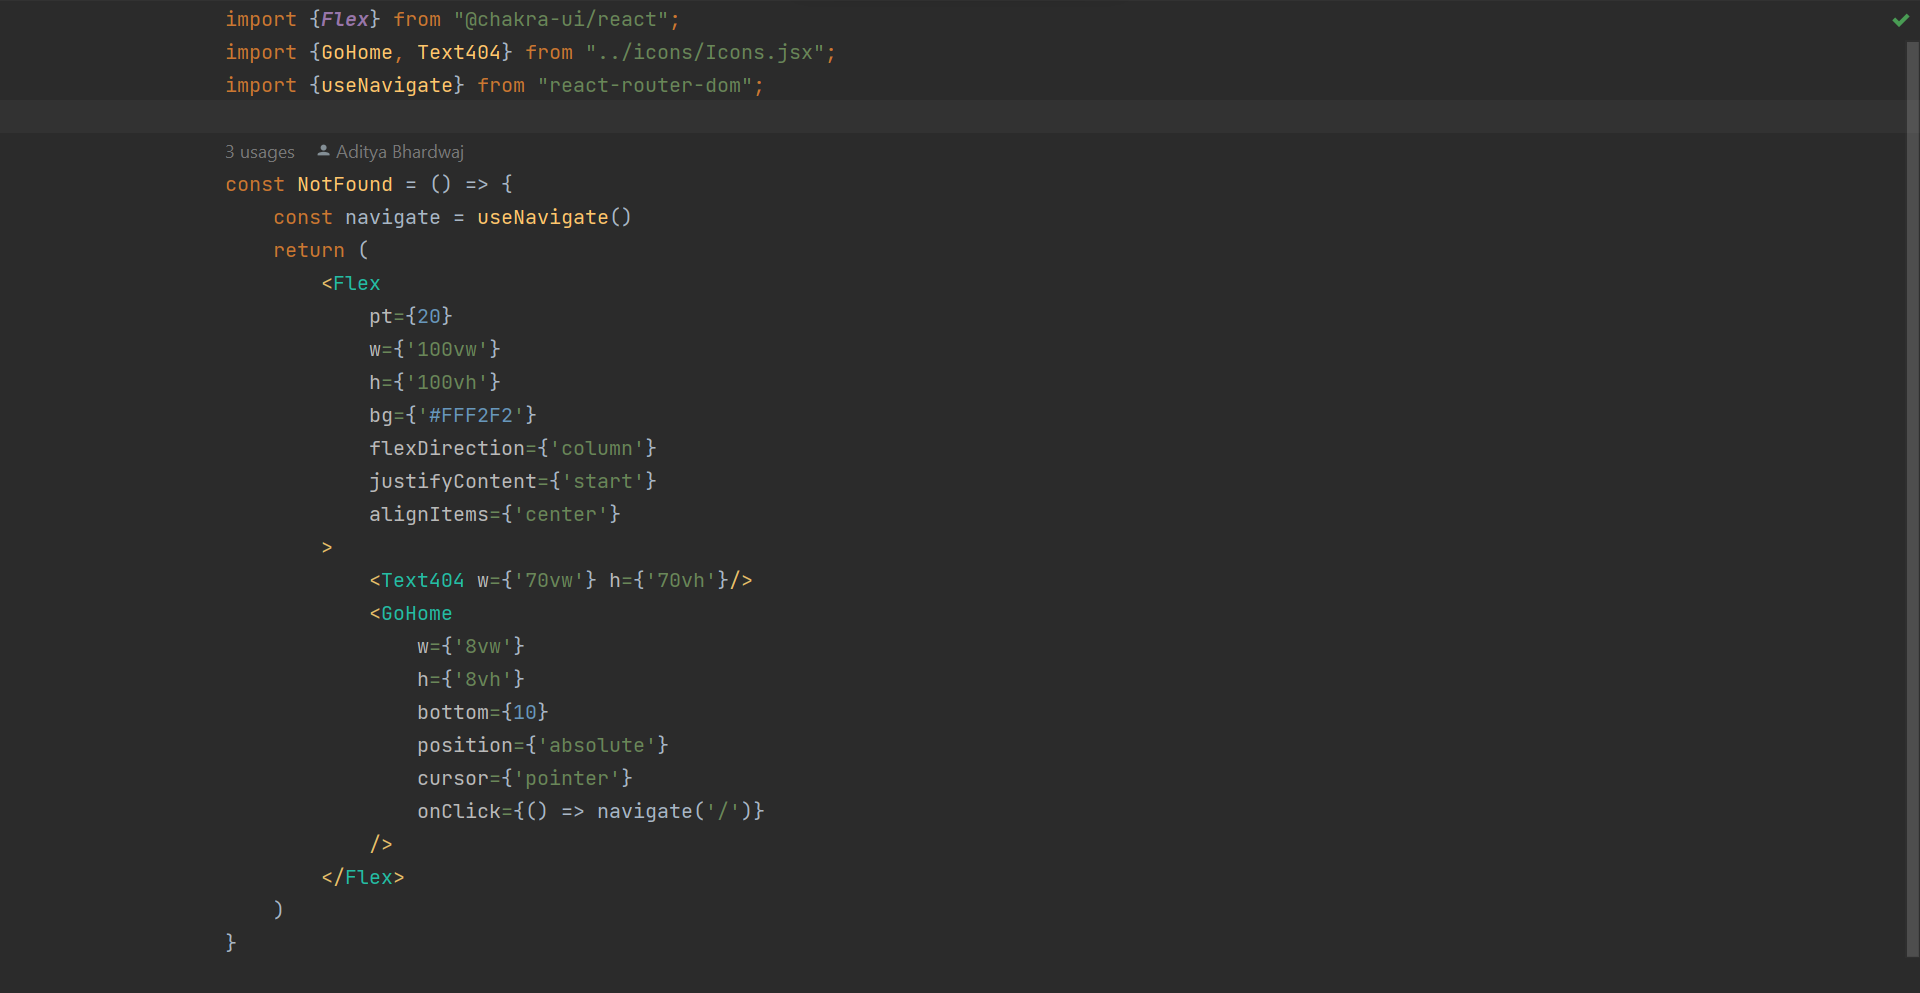 import {Flex} from "@chakra-ui/react";
import {GoHome, Text404} from "../icons/Icons.jsx";
import {useNavigate} from "react-router-dom";
3 usages Aditya Bhardwaj
const NotFound = () => {
    const navigate = useNavigate()
    return (
        <Flex
            pt={20}
            w={'100vw'}
            h={'100vh'}
            bg={'#FFF2F2'}
            flexDirection={'column'}
            justifyContent={'start'}
            alignItems={'center'}
        >
            <Text404 w={'70vw'} h={'70vh'}/>
            <GoHome
                w={'8vw'}
                h={'8vh'}
                bottom={10}
                position={'absolute'}
                cursor={'pointer'}
                onClick={() => navigate('/')}
            />
        </Flex>
    )
}